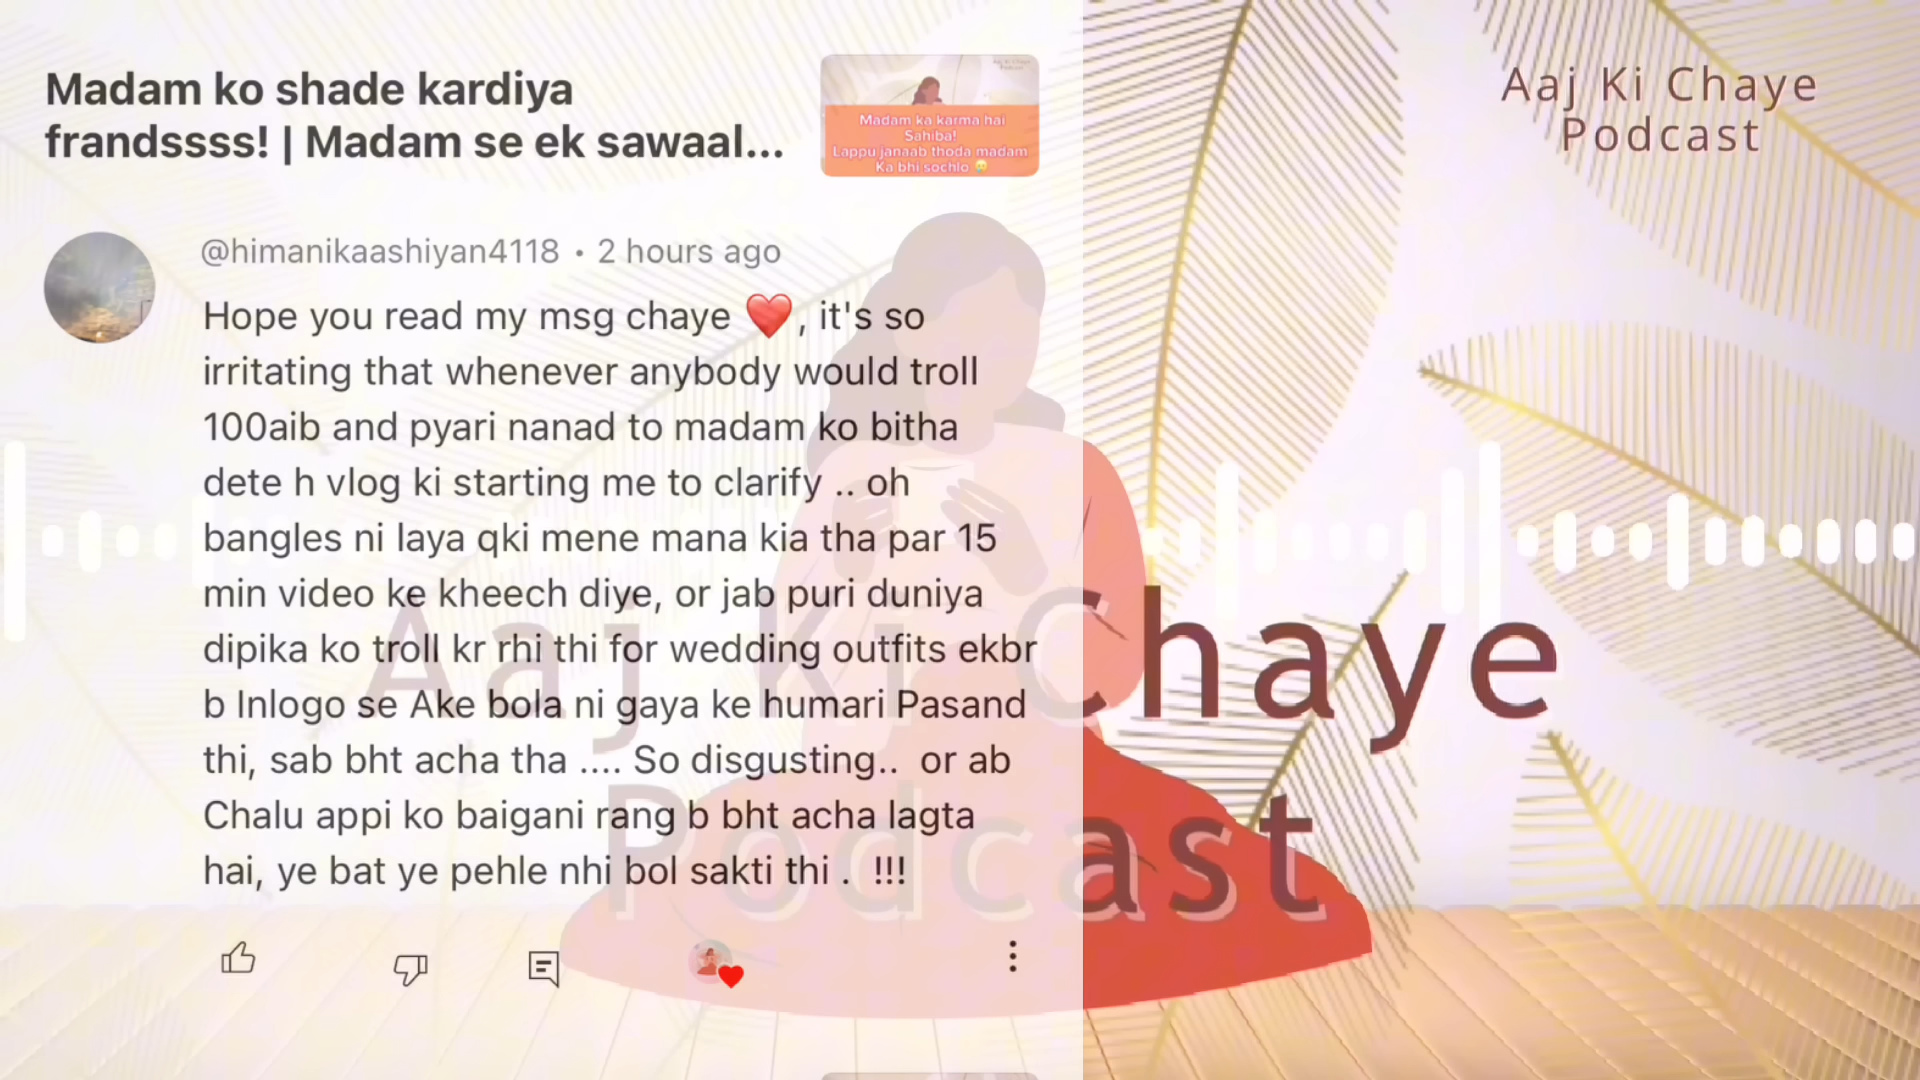 Madam ko shade kardiya
frandssss! | Madam se ek sawaal...
Madam ka karma hai
Sahiba!
Lappu janaab thoda madam
Ka bhi sochlo 🥺
@himanikaashiyan4118 • 2 hours ago
Hope you read my msg chaye ❤️, it's so
irritating that whenever anybody would troll
100aib and pyari nanad to madam ko bitha
dete h vlog ki starting me to clarify .. oh
bangles ni laya qki mene mana kia tha par 15
min video ke kheech diye, or jab puri duniya
dipika ko troll kr rhi thi for wedding outfits ekbr
b Inlogo se Ake bola ni gaya ke humari Pasand
thi, sab bht acha tha .... So disgusting.. or ab
Chalu appi ko baigani rang b bht acha lagta
hai, ye bat ye pehle nhi bol sakti thi . !!!
Aaj Ki Chaye
Podcast
Aaj Ki Chaye
Podcast